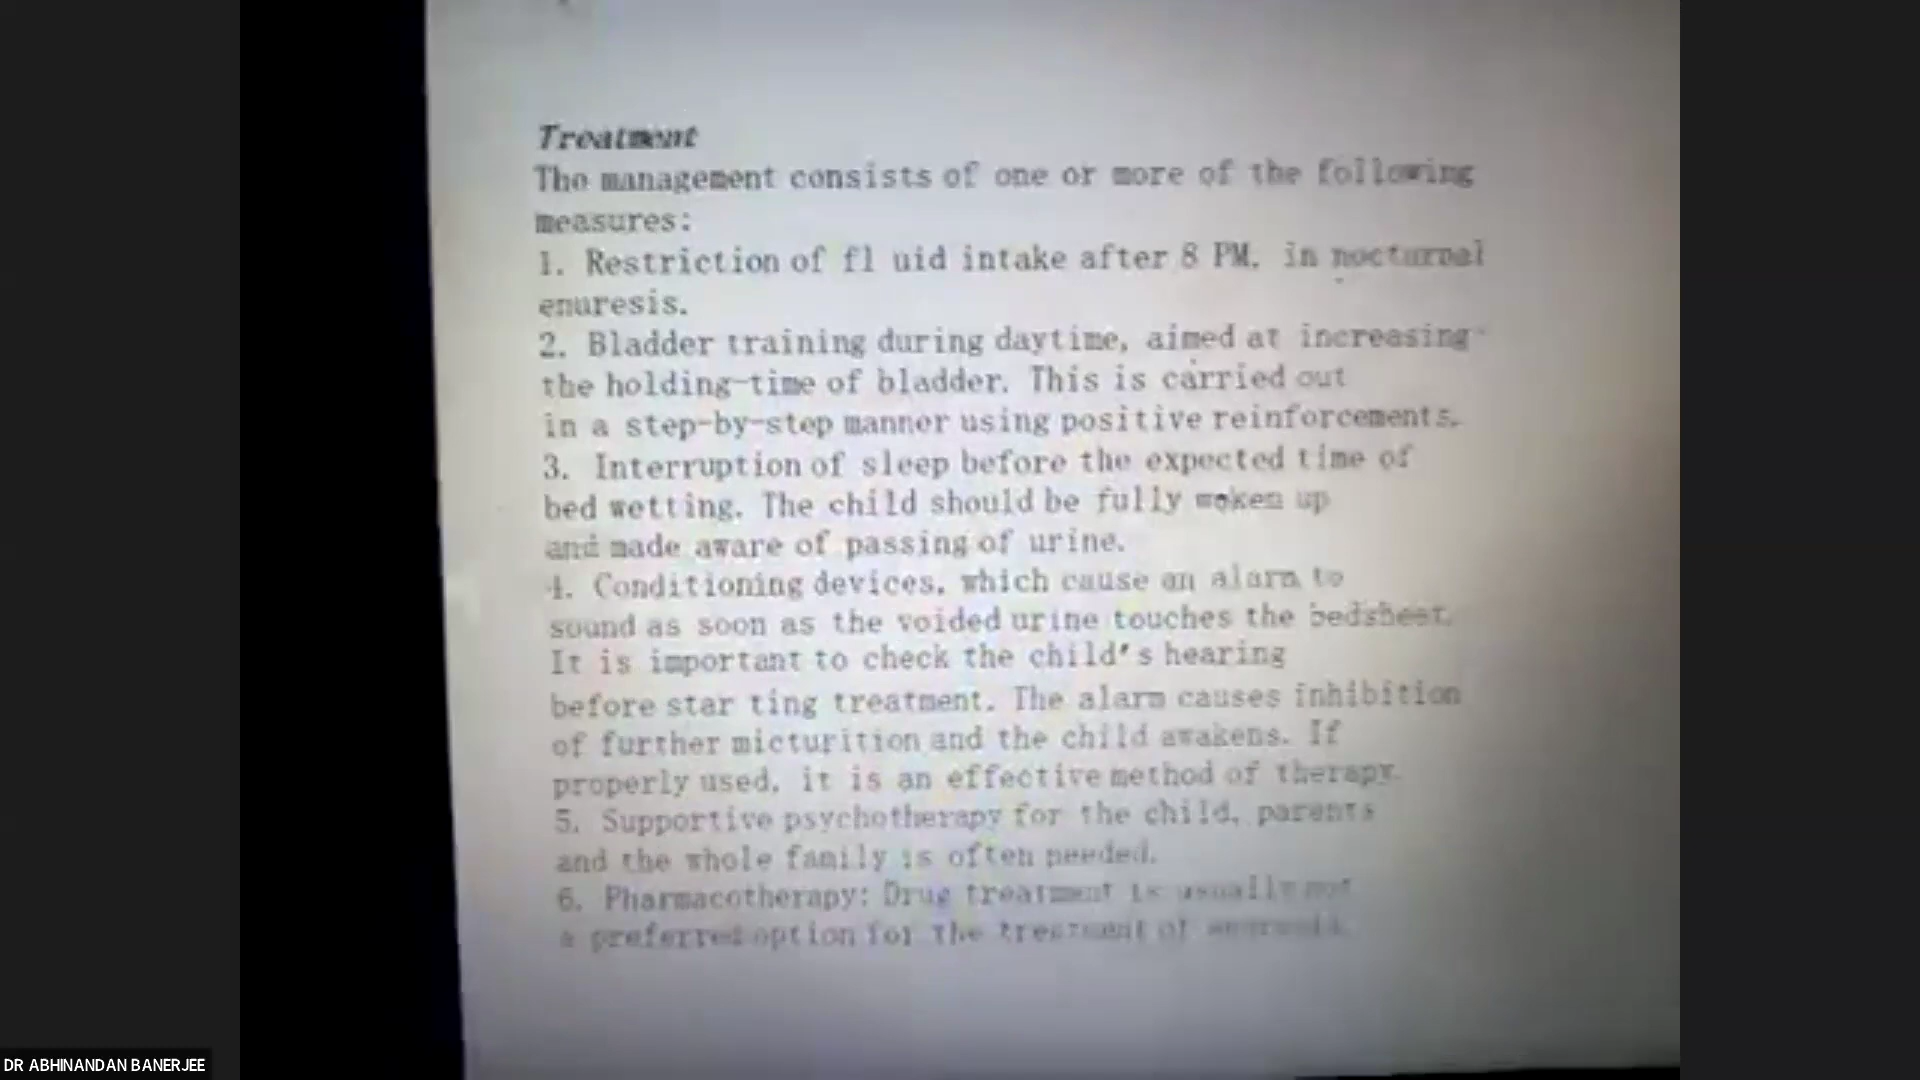 Treatment
The management consists of one or more of the following
measures:
1. Restriction of fl uid intake after 8 PM. in nocturnal
enuresis.
2. Bladder training during daytime, aimed at increasing
the holding-time of bladder. This is carried out
in a step-by-step manner using positive reinforcements.
3. Interruption of sleep before the expected time of
bed wetting. The child should be fully woken up
and made aware of passing of urine.
4. Conditioning devices, which cause an alarm to
sound as soon as the voided urine touches the bedsheet.
It is important to check the child's hearing
before star ting treatment. The alarm causes inhibition
of further micturition and the child awakens. If
properly used, it is an effective method of therapy.
5. Supportive psychotherapy for the child, parents
and the whole family is often needed.
6. Pharmacotherapy: Drug treatment is usually not
a preferred option for the treatment of enuresis.
DR ABHINANDAN BANERJEE